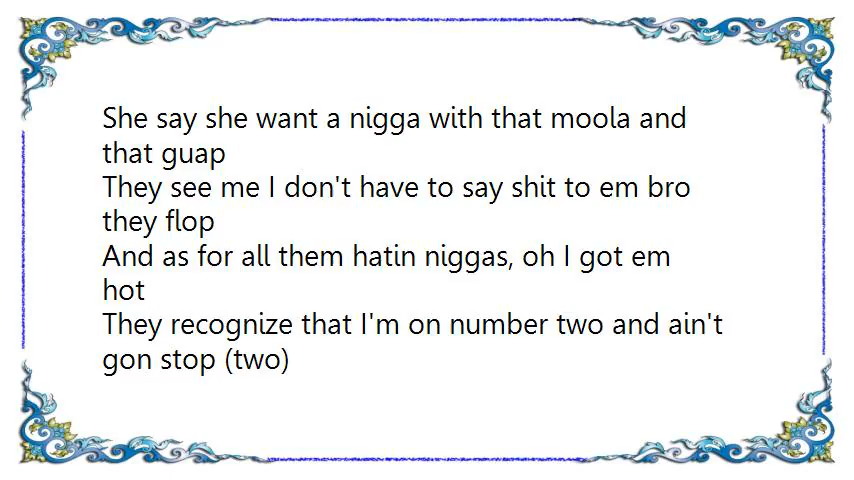 She say she want a nigga with that moola and
that guap
They see me I don't have to say shit to em bro
they flop
And as for all them hatin niggas, oh I got em
hot
They recognize that I'm on number two and ain't
gon stop (two)